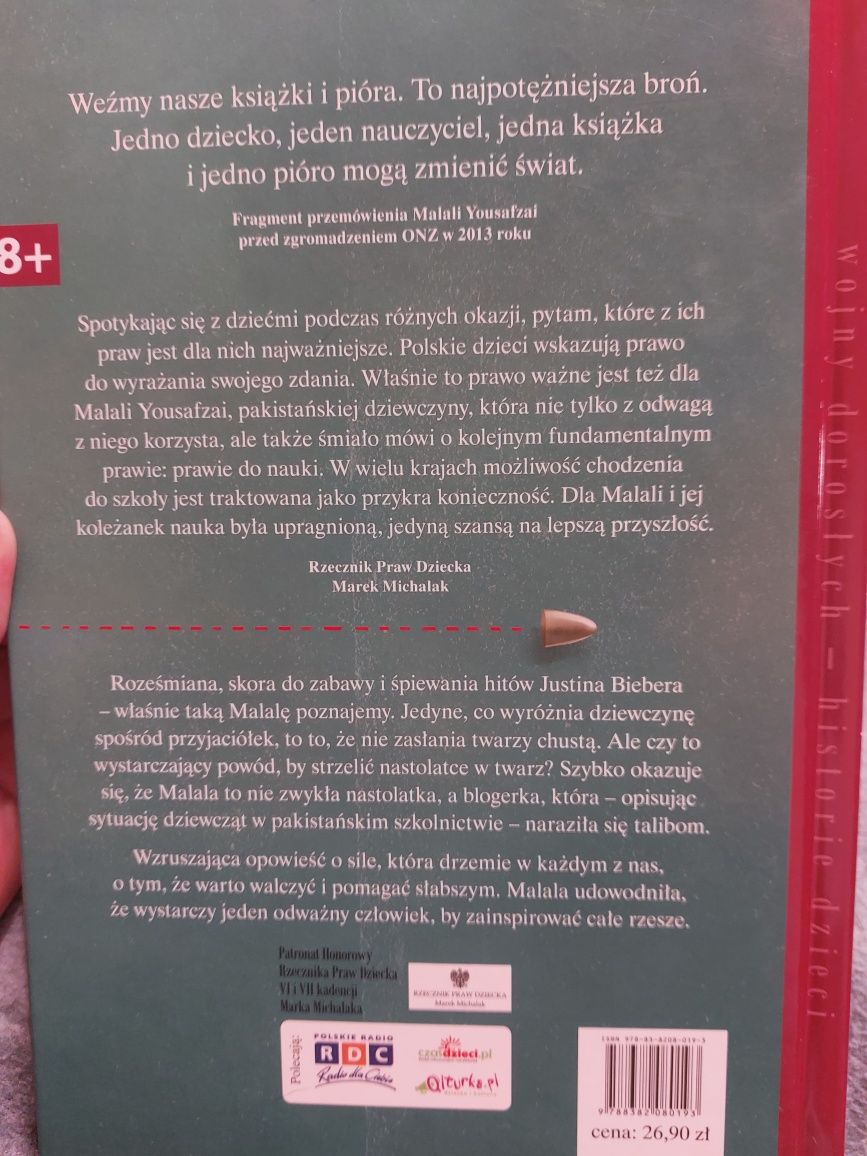 Weźmy nasze książki i pióra. To najpotężniejsza broń.
Jedno dziecko, jeden nauczyciel, jedna książka
i jedno pióro mogą zmienić świat.
Fragment przemówienia Malali Yousafzai
przed zgromadzeniem ONZ w 2013 roku
8+
Spotykając się z dziećmi podczas różnych okazji, pytam, które z ich
praw jest dla nich najważniejsze. Polskie dzieci wskazują prawo
do wyrażania swojego zdania. Właśnie to prawo ważne jest też dla
Malali Yousafzai, pakistańskiej dziewczyny, która nie tylko z odwagą
z niego korzysta, ale także śmiało mówi o kolejnym fundamentalnym
prawie: prawie do nauki. W wielu krajach możliwość chodzenia
do szkoły jest traktowana jako przykra konieczność. Dla Malali i jej
koleżanek nauka była upragnioną, jedyną szansą na lepszą przyszłość.
Rzecznik Praw Dziecka
Marek Michalak
Roześmiana, skora do zabawy i śpiewania hitów Justina Biebera
– właśnie taką Malalę poznajemy. Jedyne, co wyróżnia dziewczynę
spośród przyjaciółek, to to, że nie zasłania twarzy chustą. Ale czy to
wystarczający powód, by strzelić nastolatce w twarz? Szybko okazuje
się, że Malala to nie zwykła nastolatka, a blogerka, która – opisując
sytuację dziewcząt w pakistańskim szkolnictwie – naraziła się talibom.
Wzruszająca opowieść o sile, która drzemie w każdym z nas,
o tym, że warto walczyć i pomagać słabszym. Malala udowodniła,
że wystarczy jeden odważny człowiek, by zainspirować całe rzesze.
Patronat Honorowy
Rzecznika Praw Dziecka
VI i VII kadencji
Marka Michalaka
RZECZNIK PRAW DZIECKA
Marek Michalak
Polecają:
POLSKIE RADIO
RDC
Radio dla Ciebie
czasdzieci.pl
Qlturka.pl
ISBN 978-83-8208-019-3
9 788382 080193
cena: 26,90 zł
wojny dorosłych – historie dzieci